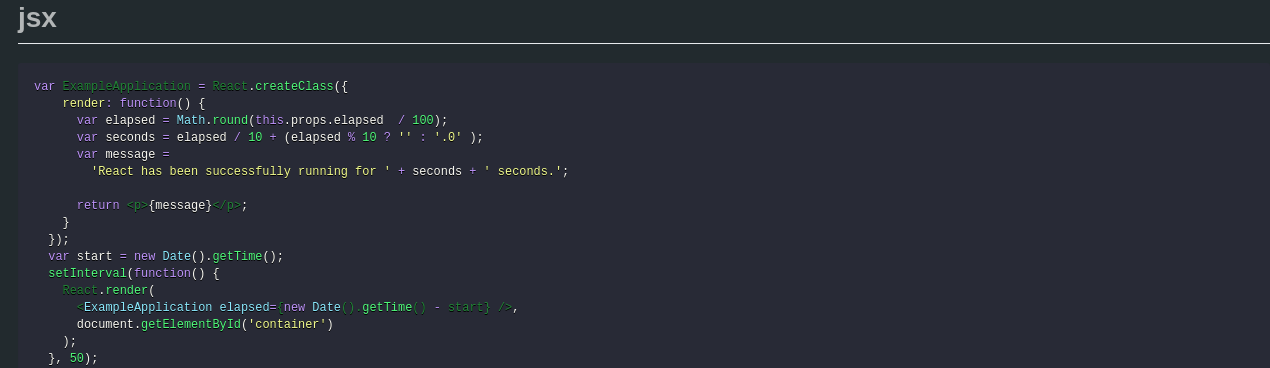 jsx
var ExampleApplication = React.createClass({
    render: function() {
      var elapsed = Math.round(this.props.elapsed  / 100);
      var seconds = elapsed / 10 + (elapsed % 10 ? '' : '.0' );
      var message =
        'React has been successfully running for ' + seconds + ' seconds.';

      return <p>{message}</p>;
    }
  });
  var start = new Date().getTime();
  setInterval(function() {
    React.render(
      <ExampleApplication elapsed={new Date().getTime() - start} />,
      document.getElementById('container')
    );
  }, 50);